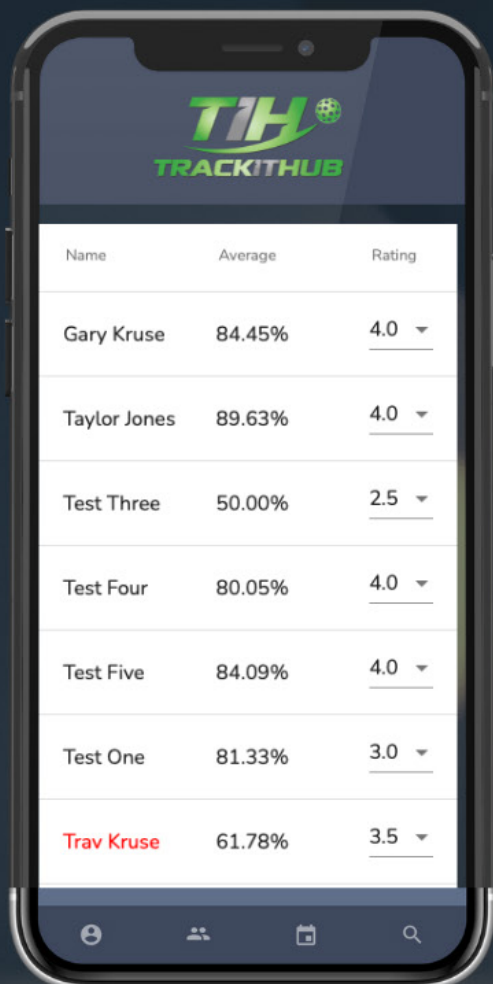 TIH
TRACKITHUB
Name Average Rating
Gary Kruse 84.45% 4.0
Taylor Jones 89.63% 4.0
Test Three 50.00% 2.5
Test Four 80.05% 4.0
Test Five 84.09% 4.0
Test One 81.33% 3.0
Trav Kruse 61.78% 3.5